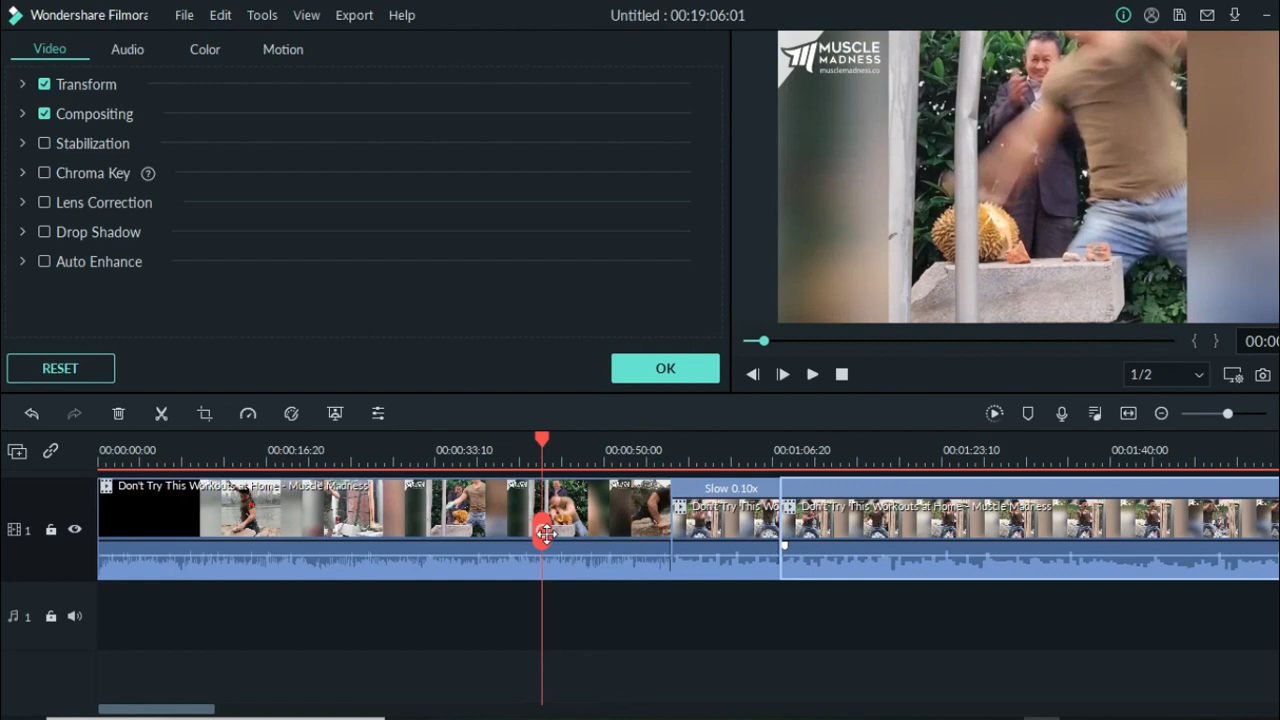 Wondershare Filmora
File Edit Tools View Export Help
Untitled : 00:19:06:01
Video Audio Color Motion
Transform
Compositing
Stabilization
Chroma Key ?
Lens Correction
Drop Shadow
Auto Enhance
RESET
OK
MUSCLE
MADNESS
musclemadness.co
{ }
00:00
1/2
00:00:00:00 00:00:16:20 00:00:33:10 00:00:50:00 00:01:06:20 00:01:23:10 00:01:40:00
Slow 0.10x
Don't Try This Workouts at Home - Muscle Madness
Don't Try This Wo
Don't Try This Workouts at Home - Muscle Madness
1
1